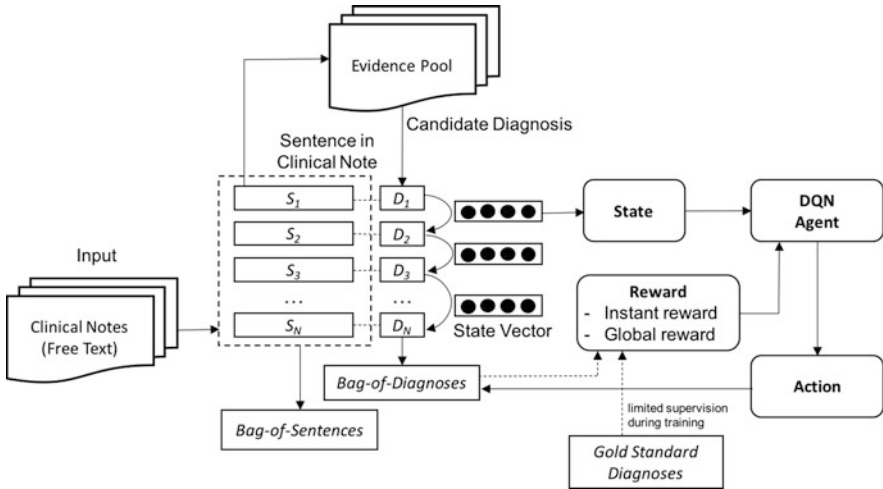 Evidence Pool
Candidate Diagnosis
Sentence in
Clinical Note
S1 D1
S2 D2
S3 D3
... ...
SN DN
State Vector
Input
Clinical Notes
(Free Text)
State
DQN
Agent
Reward
- Instant reward
- Global reward
Action
Bag-of-Diagnoses
Bag-of-Sentences
limited supervision
during training
Gold Standard
Diagnoses